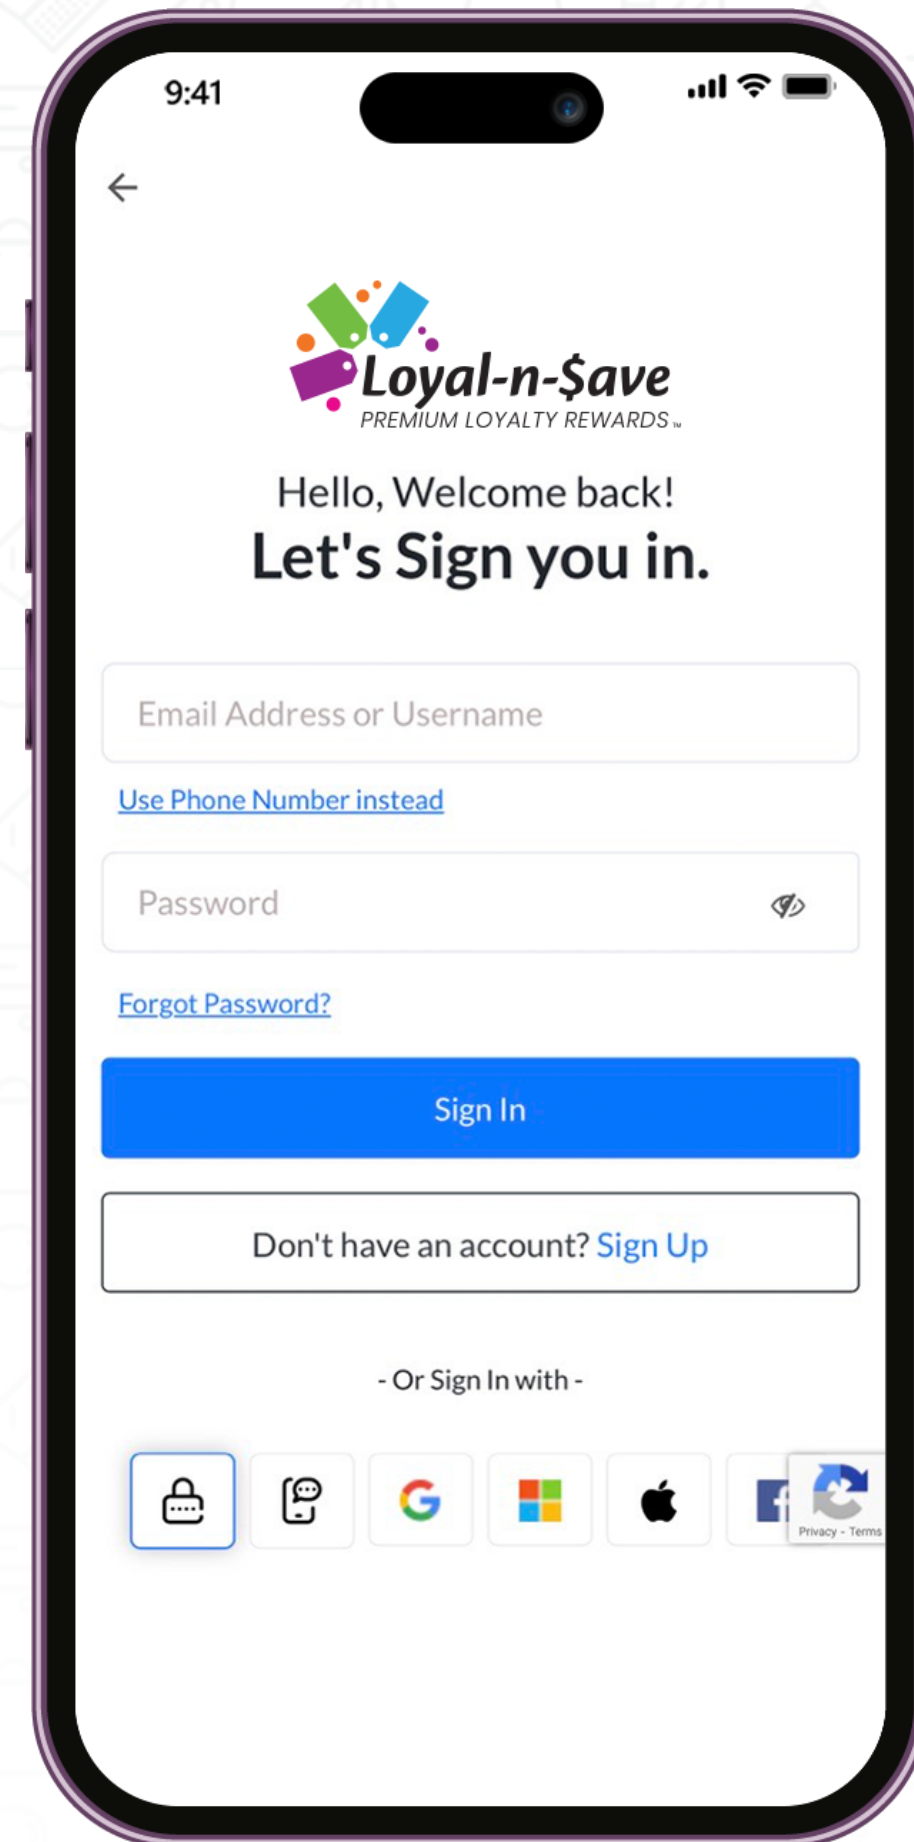 9:41
Loyal-n-$ave
PREMIUM LOYALTY REWARDS™
Hello, Welcome back!
Let's Sign you in.
Email Address or Username
Use Phone Number instead
Password
Forgot Password?
Sign In
Don't have an account? Sign Up
- Or Sign In with -
Privacy - Terms